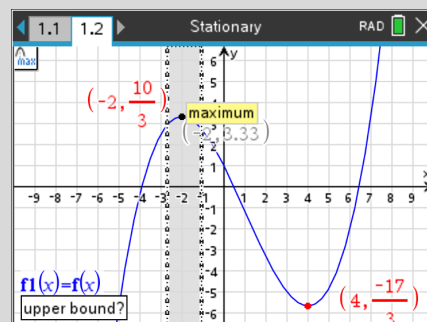 1.1 1.2 Stationary RAD
max
6 y
(-2, 10/3)
5
4
maximum
(-2,3.33)
2
1
x
-9 -8 -7 -6 -5 -4 -3 -2 1 2 3 4 5 6 7 8 9
-1
-2
-3
-4
f1(x)=f(x)
-5
(4, -17/3)
upper bound?
-6